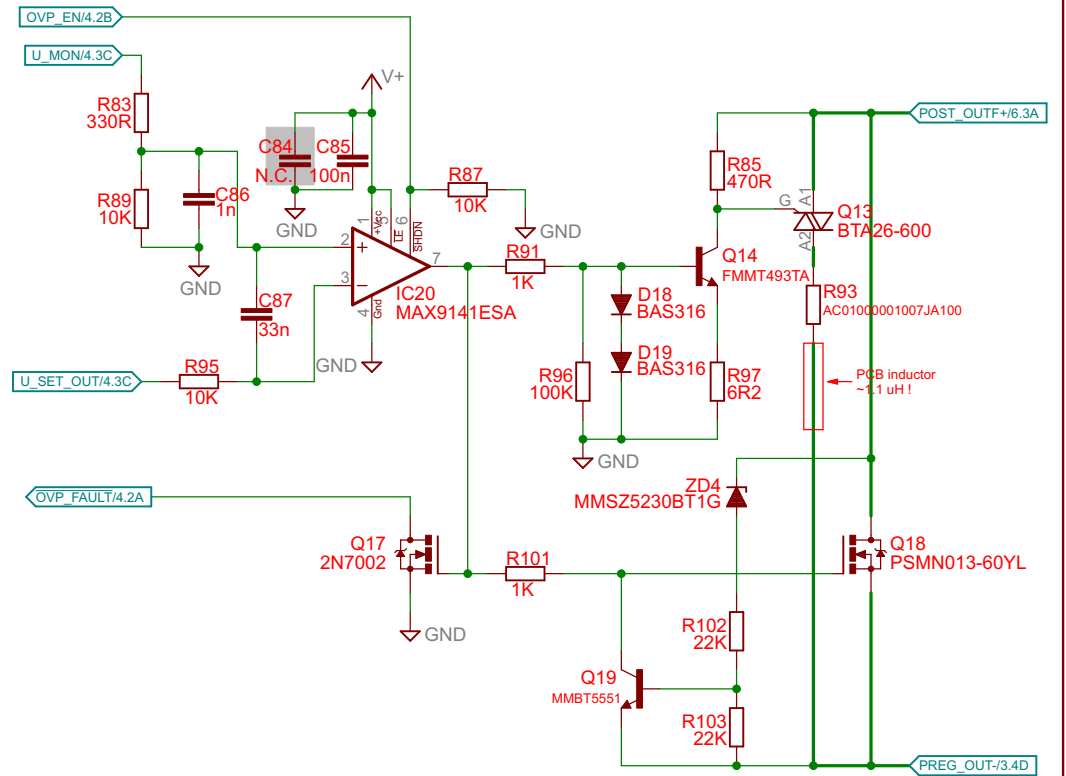 OVP_EN/4.2B
U_MON/4.3C
V+
R83
330R
C84
N.C.
C85
100n
POST_OUTF+/6.3A
R89
10K
C86
1n
GND
R87
10K
GND
R85
470R
GND
1
+Vcc
5
LE
6
SHDN
G
A1
A2
Q13
BTA26-600
2
3
7
4
Gnd
IC20
MAX9141ESA
R91
1K
Q14
FMMT493TA
C87
33n
D18
BAS316
R93
AC01000001007JA100
GND
D19
BAS316
U_SET_OUT/4.3C
R95
10K
R96
100K
R97
6R2
PCB inductor
~1.1 uH !
GND
OVP_FAULT/4.2A
ZD4
MMSZ5230BT1G
Q17
2N7002
R101
1K
Q18
PSMN013-60YL
GND
R102
22K
Q19
MMBT5551
R103
22K
PREG_OUT-/3.4D